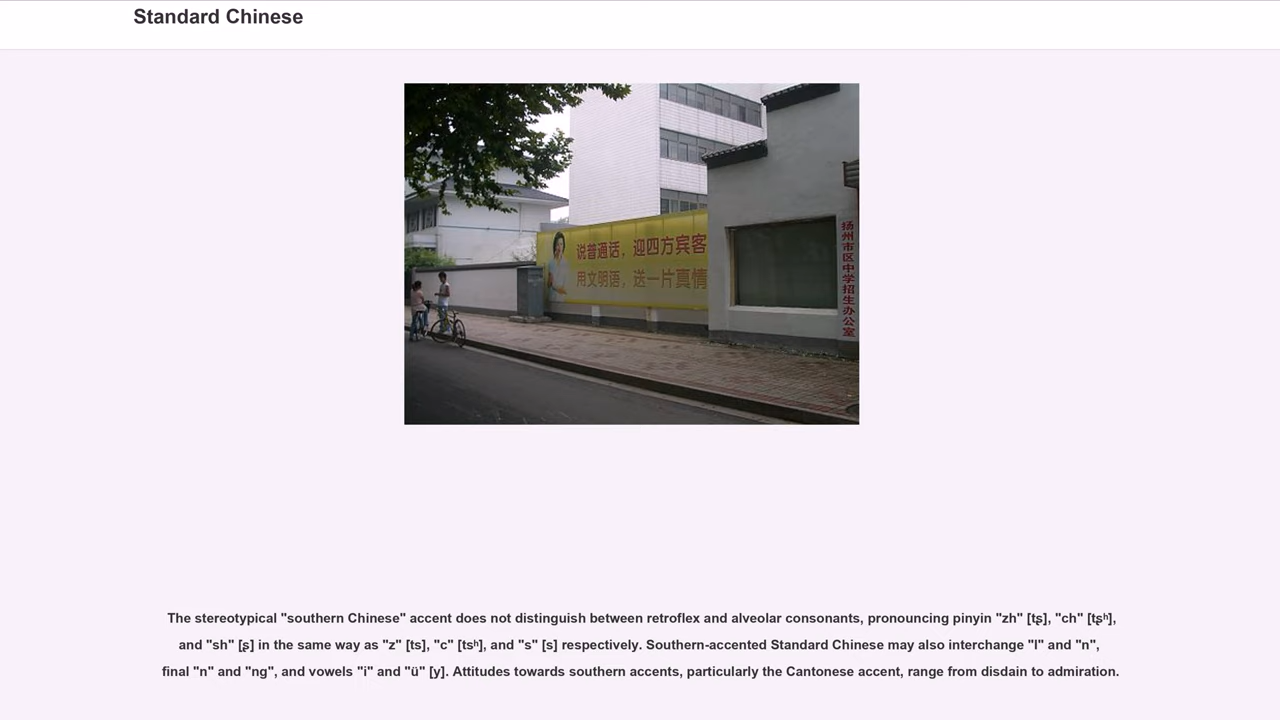 Standard Chinese
说普通话，迎四方宾客
用文明语，送一片真情
扬州市区中学招生办公室
The stereotypical "southern Chinese" accent does not distinguish between retroflex and alveolar consonants, pronouncing pinyin "zh" [tʂ], "ch" [tʂʰ],
and "sh" [ʂ] in the same way as "z" [ts], "c" [tsʰ], and "s" [s] respectively. Southern-accented Standard Chinese may also interchange "l" and "n",
final "n" and "ng", and vowels "i" and "ü" [y]. Attitudes towards southern accents, particularly the Cantonese accent, range from disdain to admiration.